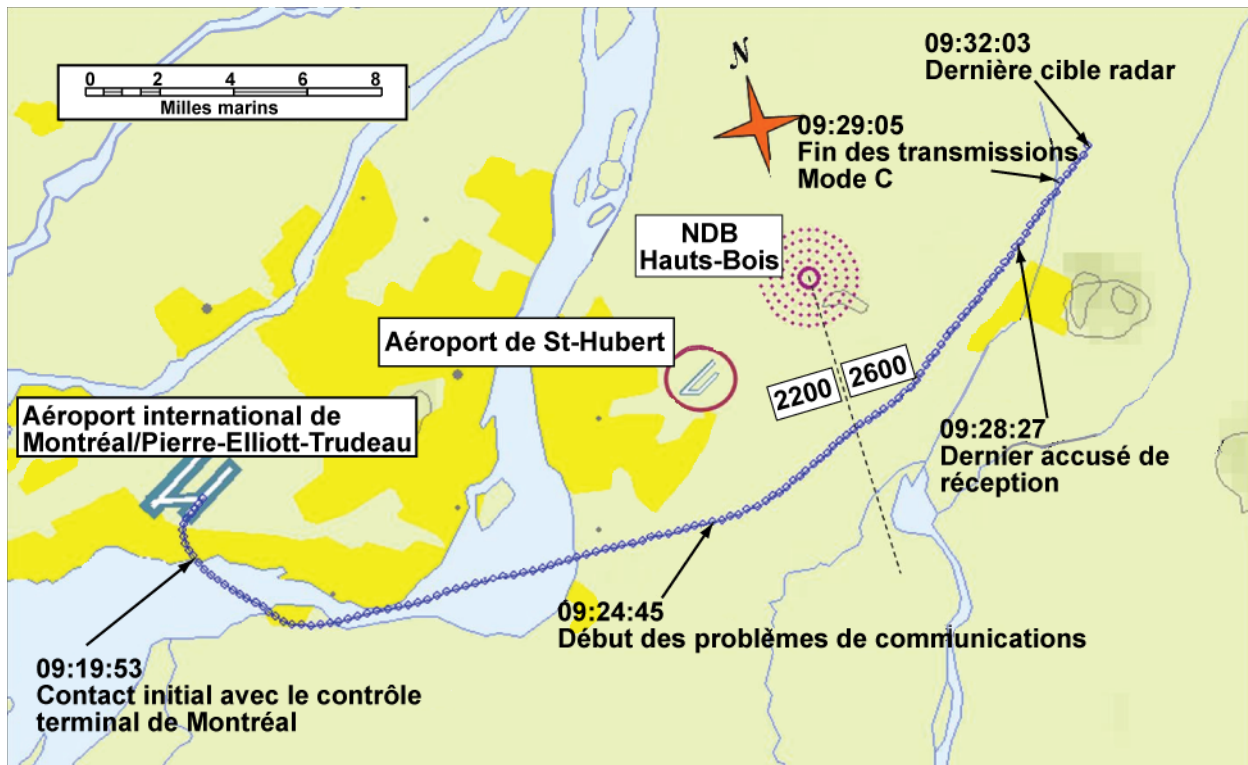 0 2 4 6 8
Milles marins
N
09:32:03
Dernière cible radar
09:29:05
Fin des transmissions
Mode C
NDB
Hauts-Bois
Aéroport de St-Hubert
2200 2600
Aéroport international de
Montréal/Pierre-Elliott-Trudeau
09:28:27
Dernier accusé de
réception
09:24:45
Début des problèmes de communications
09:19:53
Contact initial avec le contrôle
terminal de Montréal